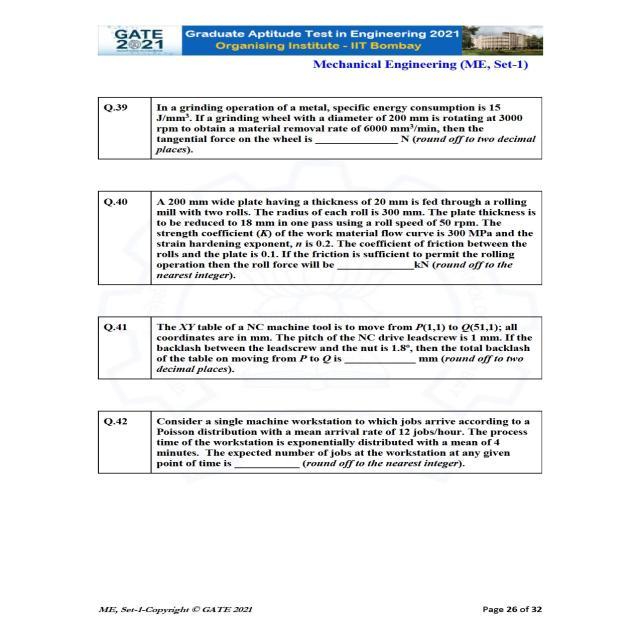 GATE
2021
Graduate Aptitude Test in Engineering 2021
Organising Institute - IIT Bombay
Mechanical Engineering (ME, Set-1)
Q.39
In a grinding operation of a metal, specific energy consumption is 15
J/mm³. If a grinding wheel with a diameter of 200 mm is rotating at 3000
rpm to obtain a material removal rate of 6000 mm³/min, then the
tangential force on the wheel is ______________ N (round off to two decimal
places).
Q.40
A 200 mm wide plate having a thickness of 20 mm is fed through a rolling
mill with two rolls. The radius of each roll is 300 mm. The plate thickness is
to be reduced to 18 mm in one pass using a roll speed of 50 rpm. The
strength coefficient (K) of the work material flow curve is 300 MPa and the
strain hardening exponent, n is 0.2. The coefficient of friction between the
rolls and the plate is 0.1. If the friction is sufficient to permit the rolling
operation then the roll force will be ______________kN (round off to the
nearest integer).
Q.41
The XY table of a NC machine tool is to move from P(1,1) to Q(51,1); all
coordinates are in mm. The pitch of the NC drive leadscrew is 1 mm. If the
backlash between the leadscrew and the nut is 1.8º, then the total backlash
of the table on moving from P to Q is ____________ mm (round off to two
decimal places).
Q.42
Consider a single machine workstation to which jobs arrive according to a
Poisson distribution with a mean arrival rate of 12 jobs/hour. The process
time of the workstation is exponentially distributed with a mean of 4
minutes. The expected number of jobs at the workstation at any given
point of time is ___________ (round off to the nearest integer).
ME, Set-1-Copyright © GATE 2021
Page 26 of 32